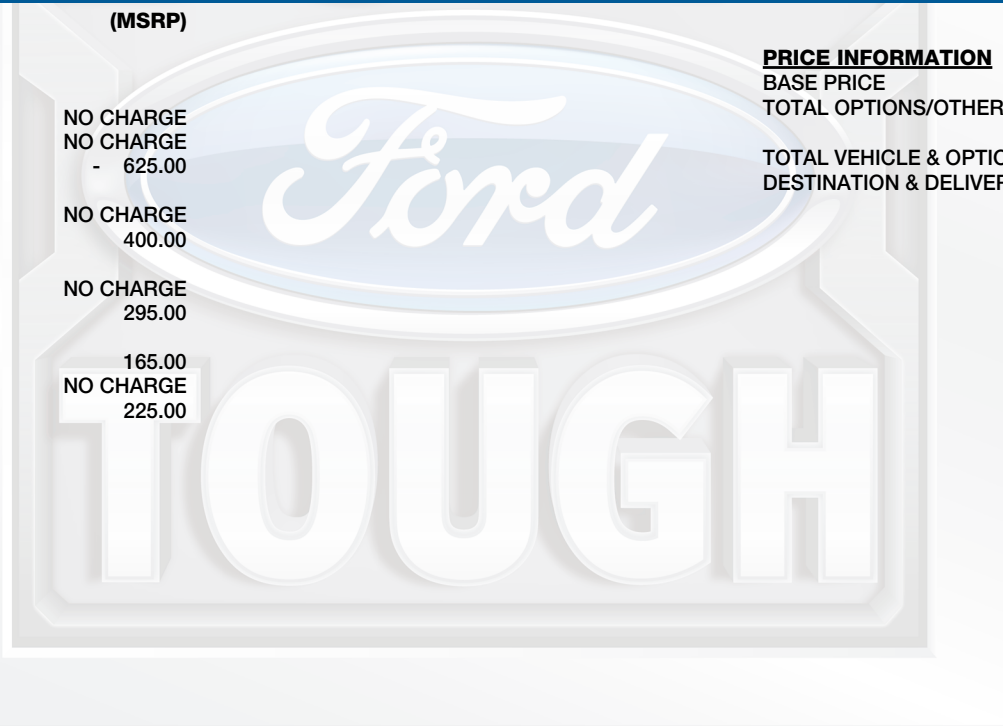 (MSRP)
NO CHARGE
NO CHARGE
- 625.00
NO CHARGE
400.00
NO CHARGE
295.00
165.00
NO CHARGE
225.00
PRICE INFORMATION
BASE PRICE
TOTAL OPTIONS/OTHER
TOTAL VEHICLE & OPTIO
DESTINATION & DELIVER
Ford
TOUGH